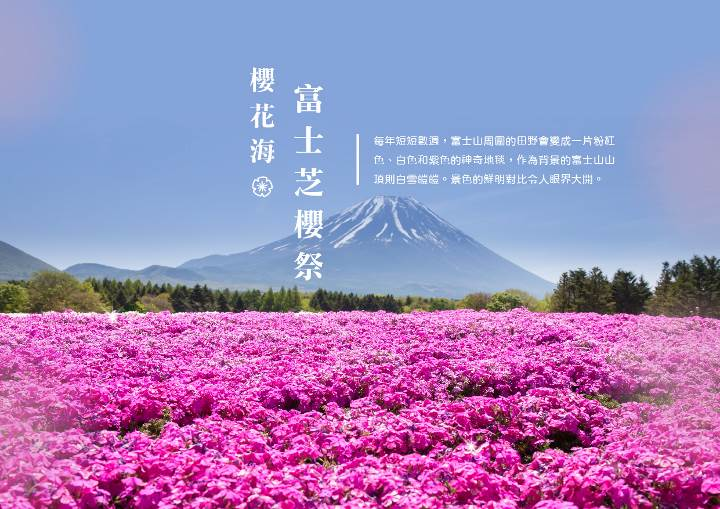 富士芝櫻祭
櫻花海
每年短短數週，富士山周圍的田野會變成一片粉紅
色、白色和紫色的神奇地毯，作為背景的富士山山
頂則白雪皚皚。景色的鮮明對比令人眼界大開。